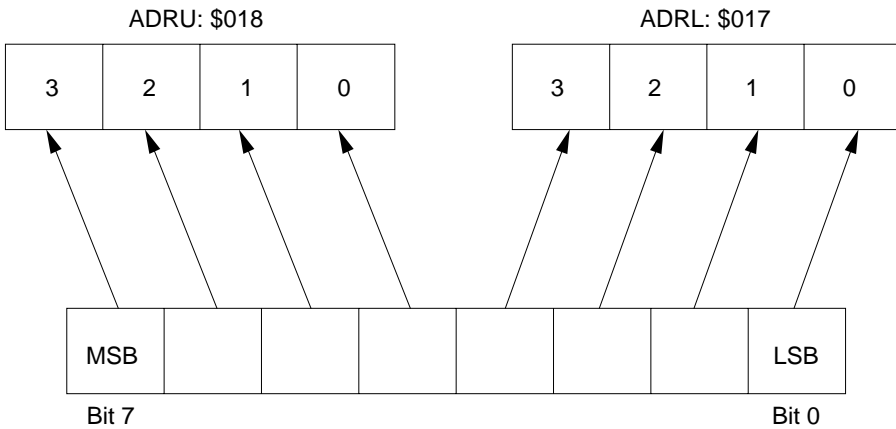 ADRU: $018 ADRL: $017
3 2 1 0 3 2 1 0
MSB LSB
Bit 7 Bit 0